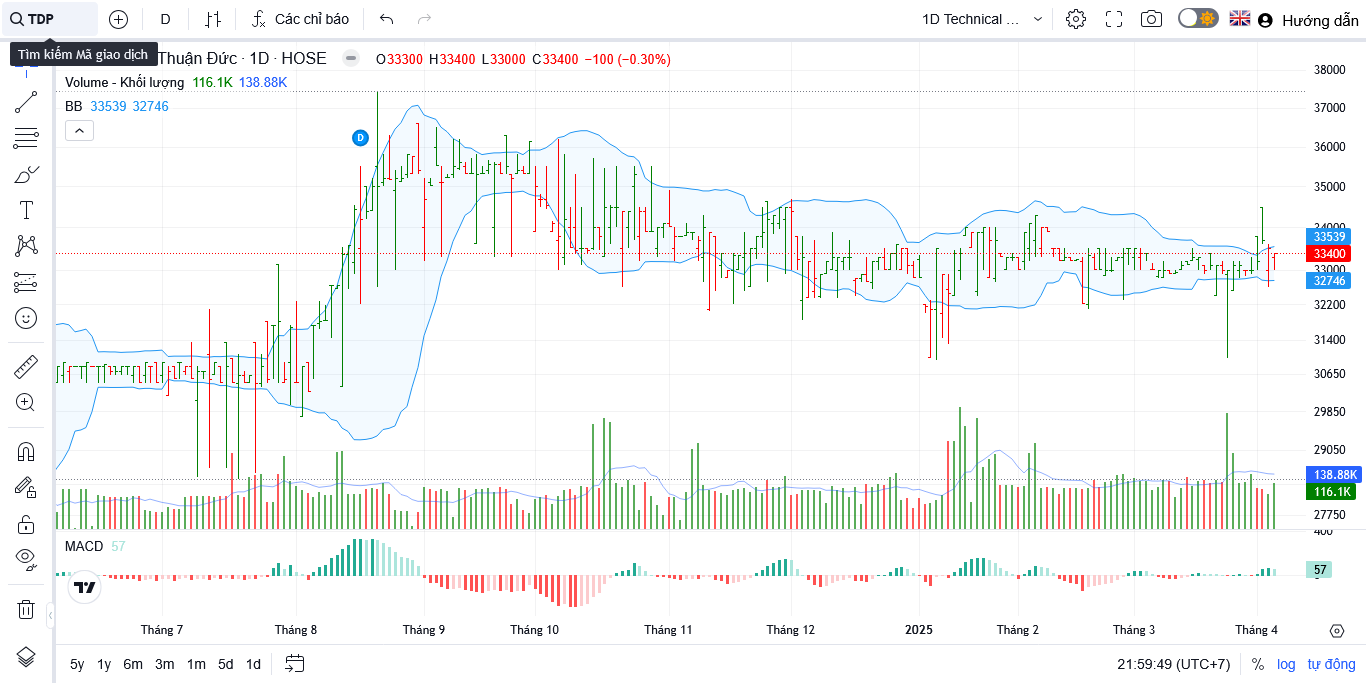 TDP
D
Các chỉ báo
1D Technical ...
Hướng dẫn
Tìm kiếm Mã giao dịch
Thuận Đức · 1D · HOSE
O33300 H33400 L33000 C33400 −100 (−0.30%)
Volume - Khối lượng 116.1K 138.88K
BB 33539 32746
D
38000
37000
36000
35000
34000
33539
33400
33000
32746
32200
31400
30650
29850
29050
138.88K
116.1K
27750
400
MACD 57
57
Tháng 7
Tháng 8
Tháng 9
Tháng 10
Tháng 11
Tháng 12
2025
Tháng 2
Tháng 3
Tháng 4
5y 1y 6m 3m 1m 5d 1d
21:59:49 (UTC+7)
% log tự động